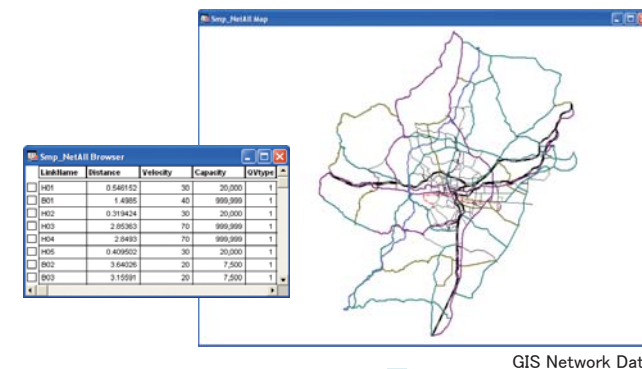 Smp_NetAll Map
Smp_NetAll Browser
LinkName Distance Velocity Capacity QVtype
H01 0.546152 30 20,000 1
B01 1.4985 40 999,999 1
H02 0.319424 30 20,000 1
H03 2.85363 70 999,999 1
H04 2.8493 70 999,999 1
H05 0.409502 30 20,000 1
B02 3.64026 20 7,500 1
B03 3.15591 20 7,500 1
GIS Network Dat